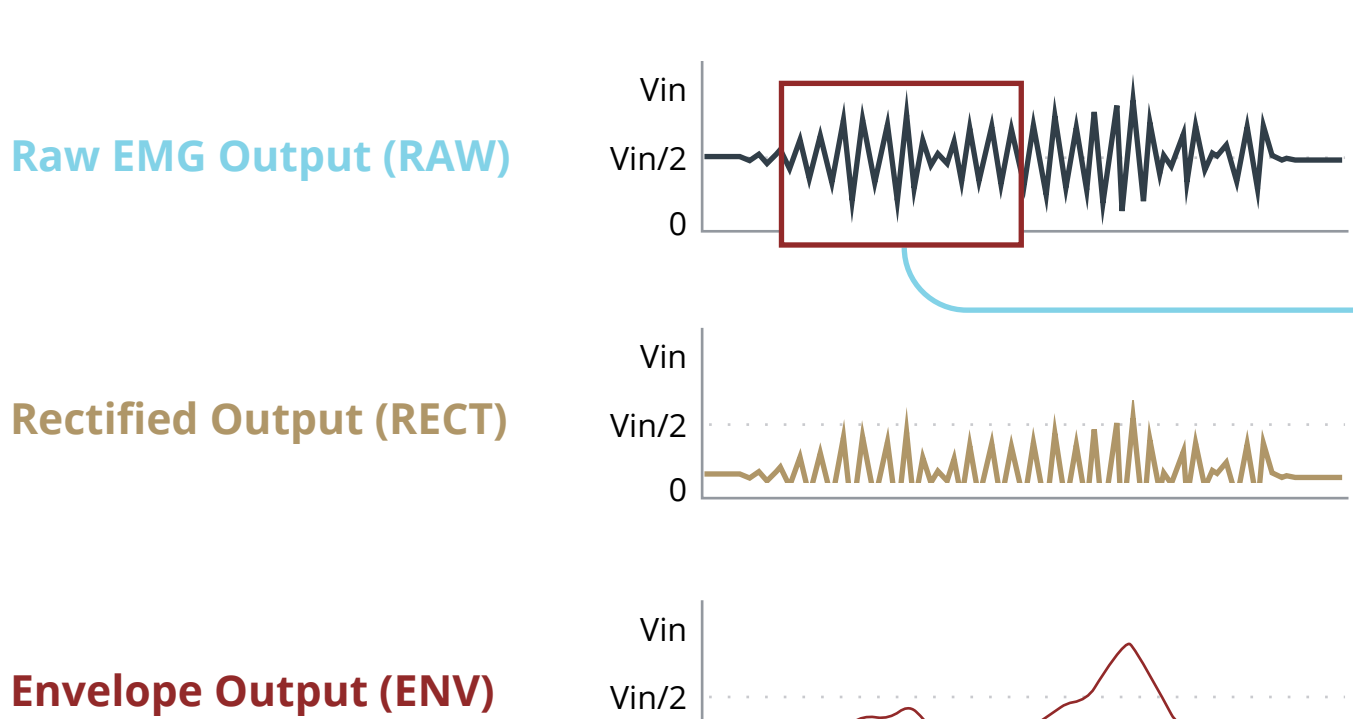 Vin
Raw EMG Output (RAW)
Vin/2
0
Vin
Rectified Output (RECT)
Vin/2
0
Vin
Envelope Output (ENV)
Vin/2